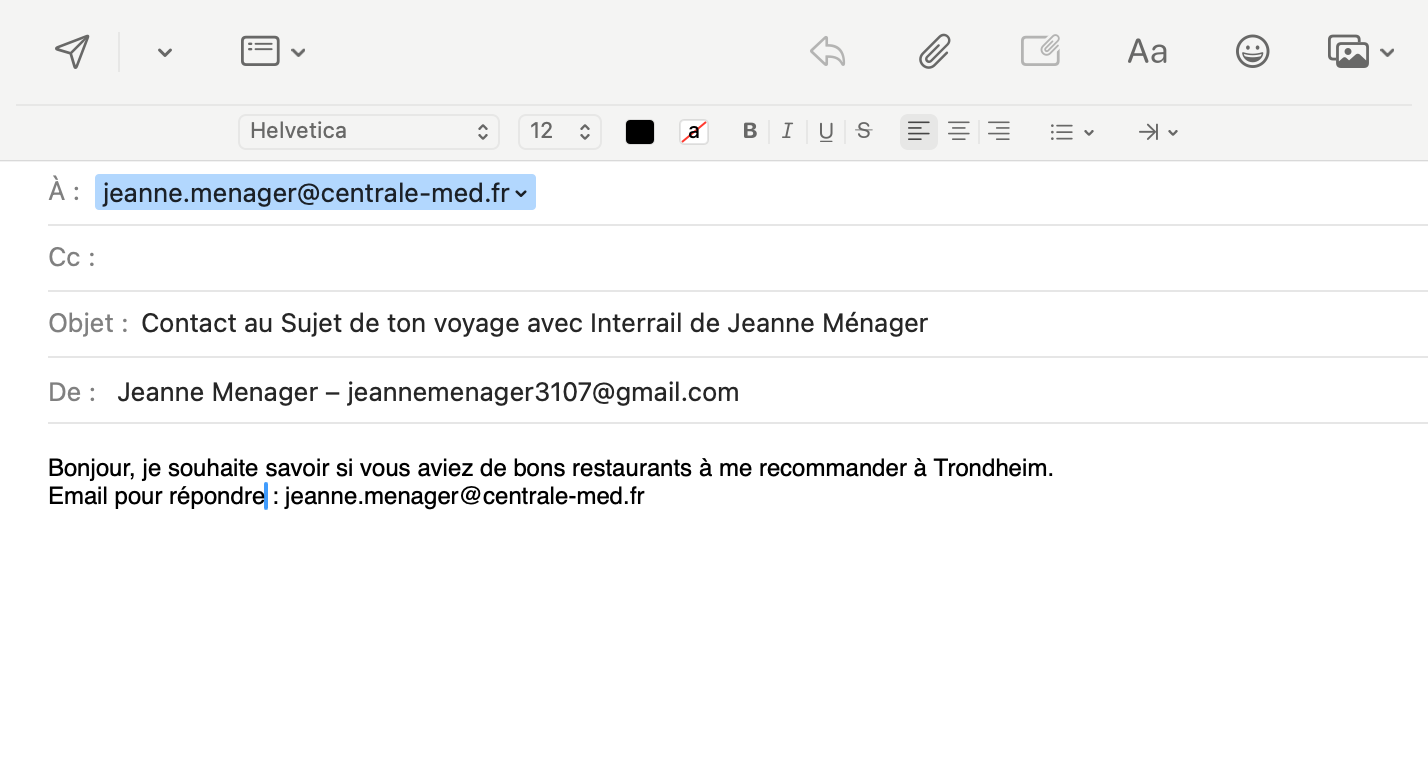 Aa
Helvetica
12
a
B
I
U
S
À :
jeanne.menager@centrale-med.fr
Cc :
Objet : Contact au Sujet de ton voyage avec Interrail de Jeanne Ménager
De : Jeanne Menager – jeannemenager3107@gmail.com
Bonjour, je souhaite savoir si vous aviez de bons restaurants à me recommander à Trondheim.
Email pour répondre : jeanne.menager@centrale-med.fr